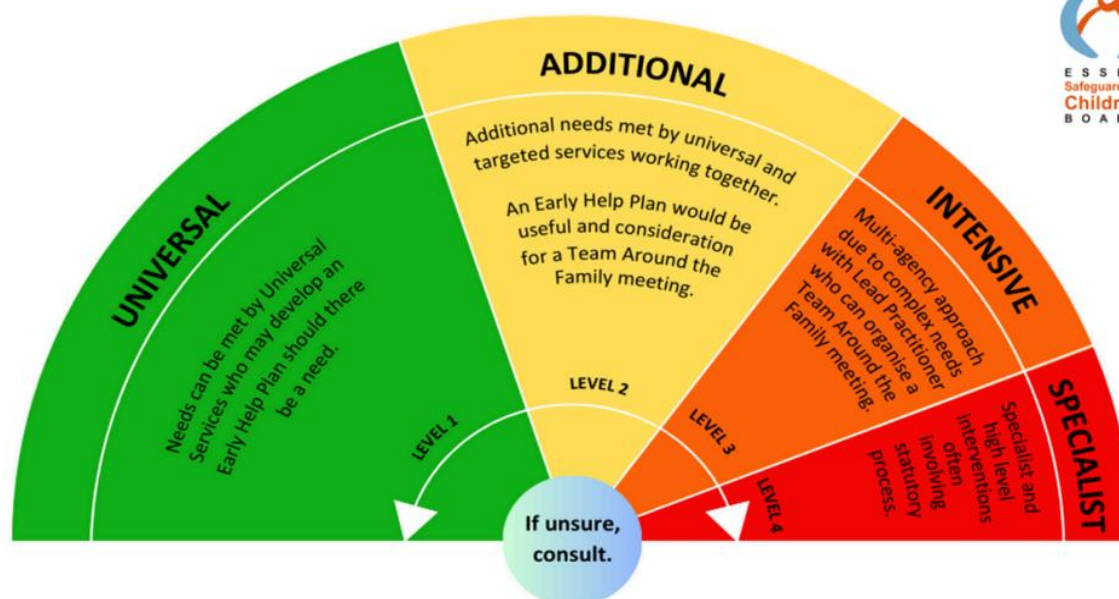 UNIVERSAL
Needs can be met by Universal
Services who may develop an
Early Help Plan should there
be a need.
LEVEL 1
ADDITIONAL
Additional needs met by universal and
targeted services working together.
An Early Help Plan would be
useful and consideration
for a Team Around the
Family meeting.
LEVEL 2
INTENSIVE
Multi-agency approach
due to complex needs
with Lead Practitioner
who can organise a
Team Around the
Family meeting.
LEVEL 3
SPECIALIST
Specialist and
high level
interventions
often
involving
statutory
process.
LEVEL 4
If unsure,
consult.